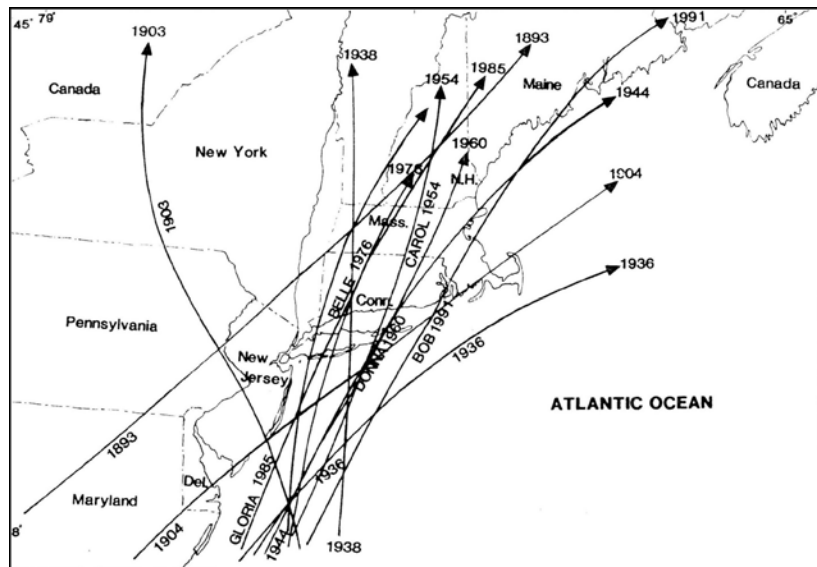 45° 79
65
1991
1903
1893
1938
1985
1954
Canada
Maine
Canada
1944
New York
1960
1976
N.H.
1904
1903
Mass.
CAROL 1954
BELLE 1976
1936
Conn.
Pennsylvania
DONNA 1960
BOB 1991
1936
New
Jersey
ATLANTIC OCEAN
1893
1936
Del.
GLORIA 1985
Maryland
8°
1904
1944
1938